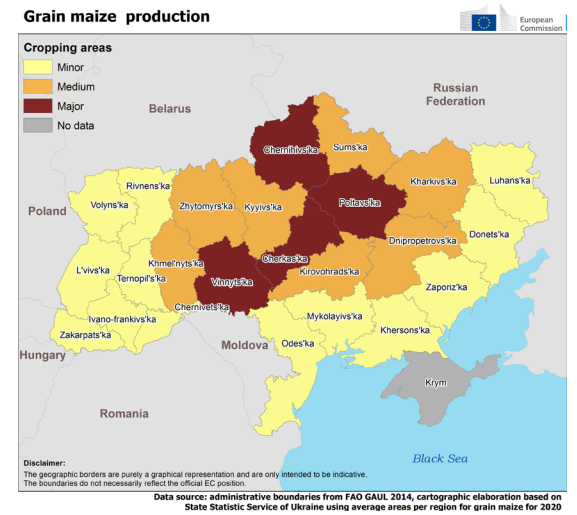 Grain maize production
European
Commission
Cropping areas
Minor
Medium
Major
No data
Belarus
Russian
Federation
Poland
Hungary
Romania
Moldova
Chernihivs'ka
Sums'ka
Rivnens'ka
Volyns'ka
Zhytomyrs'ka
Kyyivs'ka
Poltavs'ka
Kharkivs'ka
Luhans'ka
L'vivs'ka
Ternopil's'ka
Khmel'nyts'ka
Vinnyts'ka
Cherkas'ka
Kirovohrads'ka
Dnipropetrovs'ka
Donets'ka
Zaporiz'ka
Ivano-frankivs'ka
Zakarpats'ka
Chernivets'ka
Mykolayivs'ka
Odes'ka
Khersons'ka
Krym
Black Sea
Disclaimer:
The geographic borders are purely a graphical representation and are only intended to be indicative.
The boundaries do not necessarily reflect the official EC position.
Data source: administrative boundaries from FAO GAUL 2014, cartographic elaboration based on
State Statistic Service of Ukraine using average areas per region for grain maize for 2020